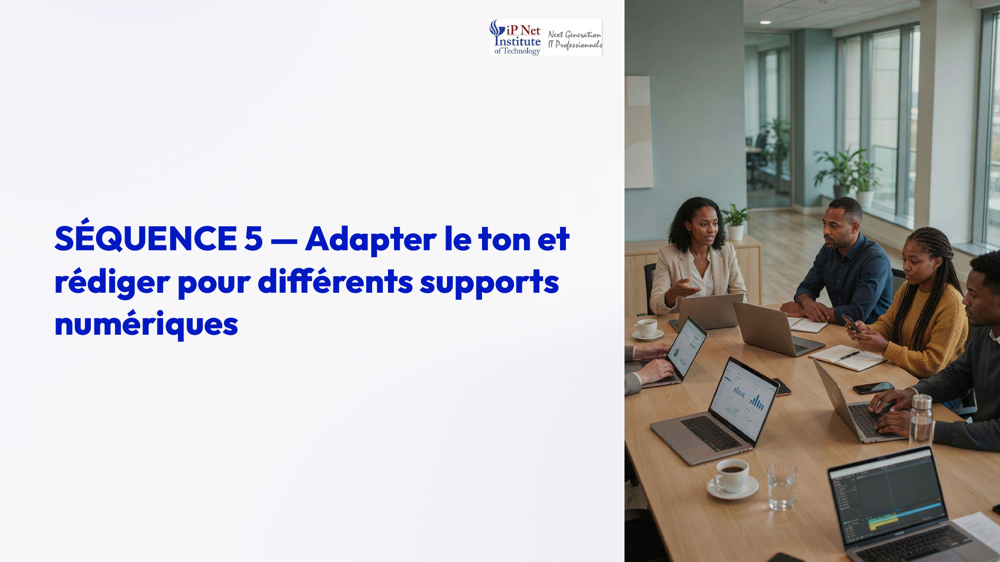 iP Net
Institute
of Technology
Next Generation
IT Professionnels
SÉQUENCE 5 — Adapter le ton et
rédiger pour différents supports
numériques